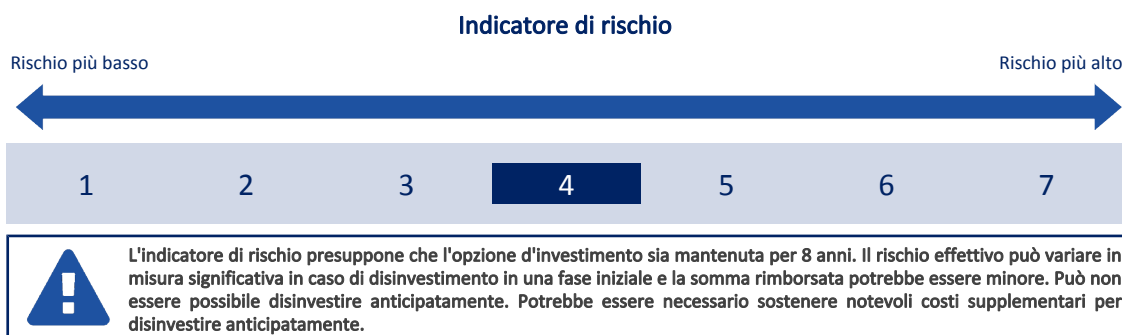 Indicatore di rischio
Rischio più basso
Rischio più alto
1 2 3 4 5 6 7
L'indicatore di rischio presuppone che l'opzione d'investimento sia mantenuta per 8 anni. Il rischio effettivo può variare in
misura significativa in caso di disinvestimento in una fase iniziale e la somma rimborsata potrebbe essere minore. Può non
essere possibile disinvestire anticipatamente. Potrebbe essere necessario sostenere notevoli costi supplementari per
disinvestire anticipatamente.